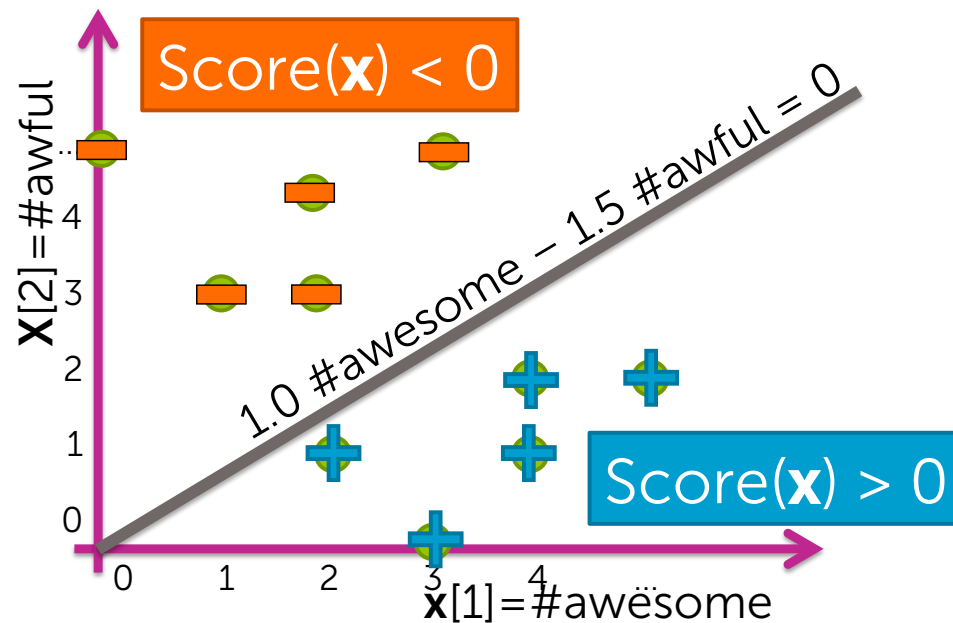 Score(x) < 0
1.0 #awesome – 1.5 #awful = 0
x[2]=#awful
...
4
3
2
1
0
Score(x) > 0
0 1 2 3 4 ...
x[1]=#awesome